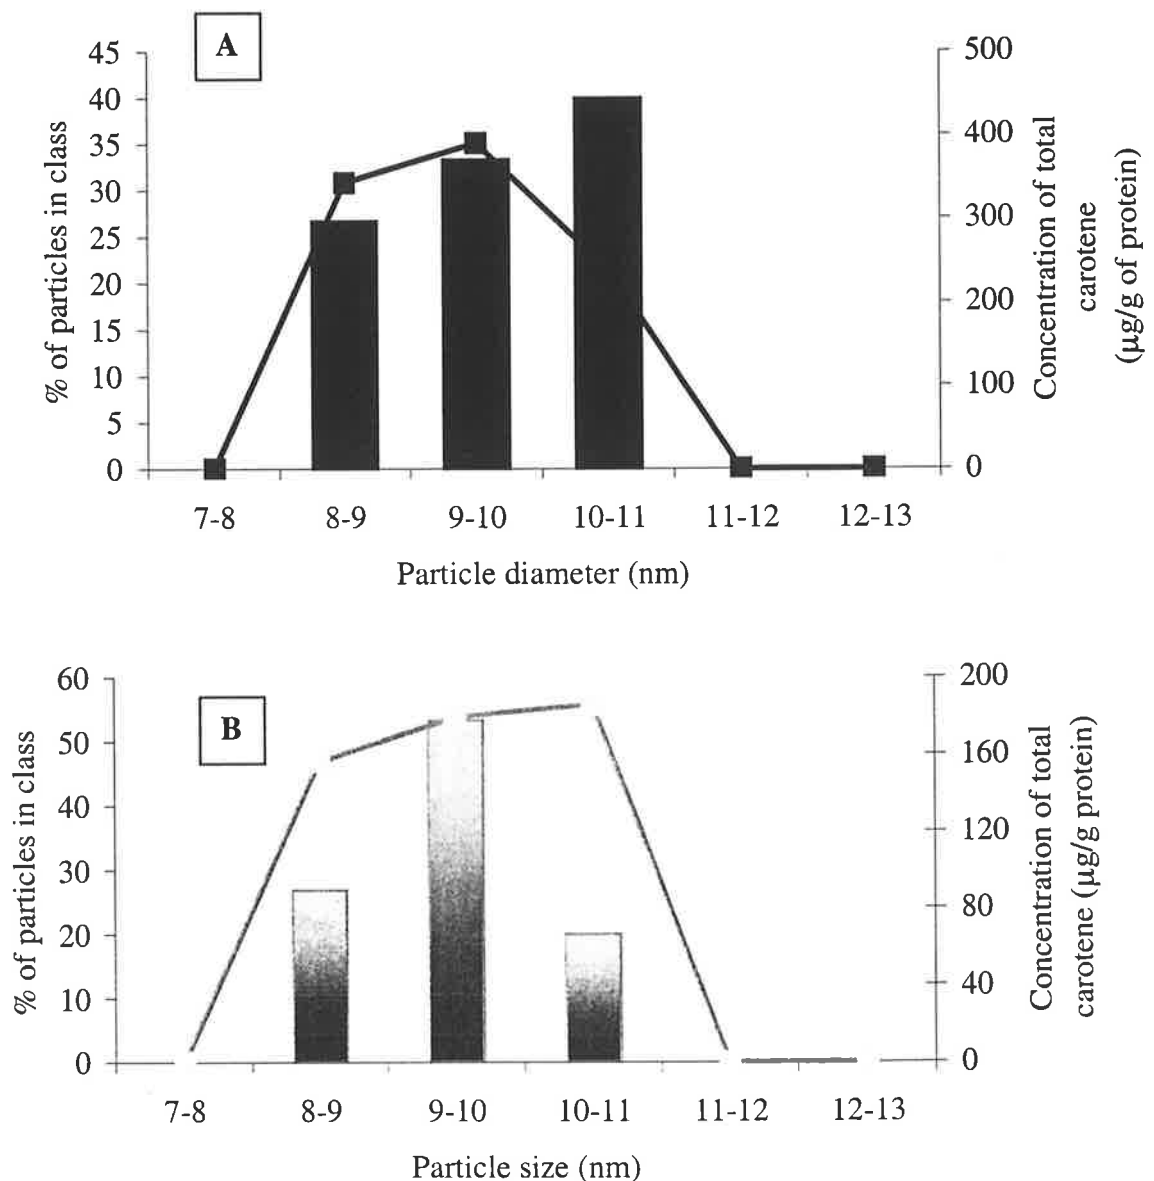 A
45
40
35
30
25
20
15
10
5
0
% of particles in class
500
400
300
200
100
0
Concentration of total
carotene
(µg/g of protein)
7-8 8-9 9-10 10-11 11-12 12-13
Particle diameter (nm)
B
60
50
40
30
20
10
0
% of particles in class
200
160
120
80
40
0
Concentration of total
carotene (µg/g protein)
7-8 8-9 9-10 10-11 11-12 12-13
Particle size (nm)